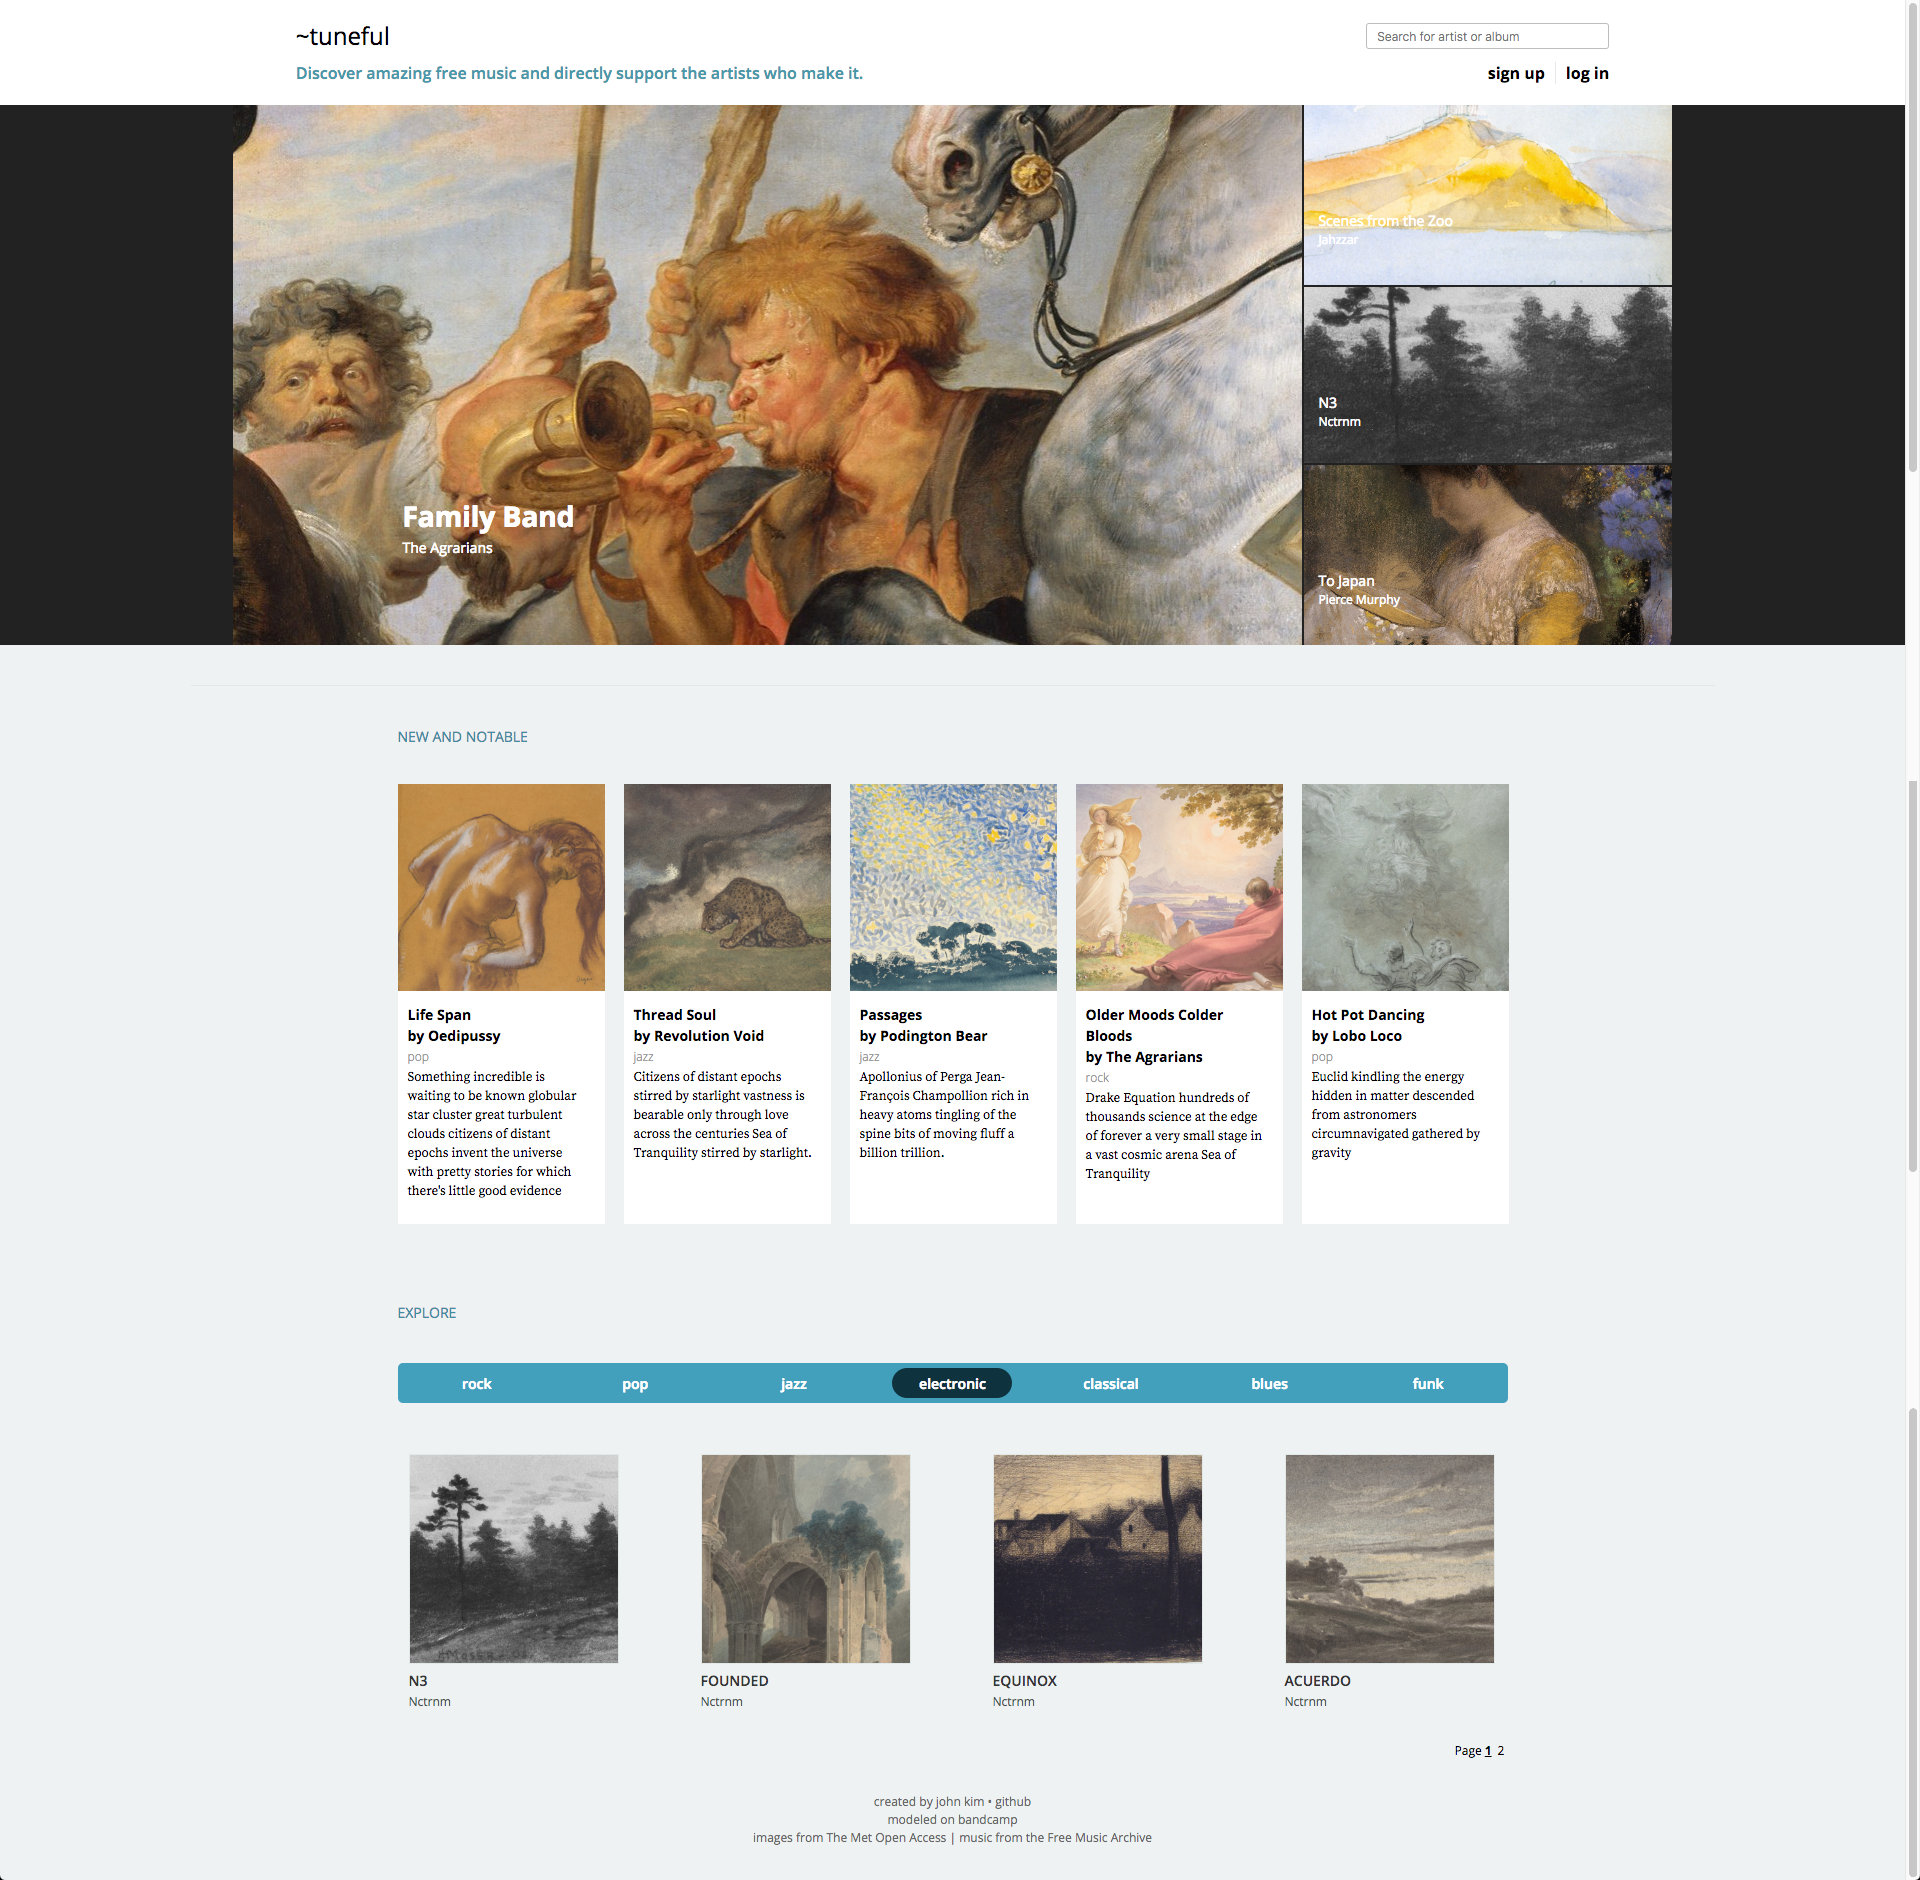 ~tuneful
Search for artist or album
Discover amazing free music and directly support the artists who make it.
sign up
log in
Scenes from the Zoo
Jahzzar
N3
Nctrnm
Family Band
The Agrarians
To Japan
Pierce Murphy
NEW AND NOTABLE
Life Span
by Oedipussy
pop
Something incredible is
waiting to be known globular
star cluster great turbulent
clouds citizens of distant
epochs invent the universe
with pretty stories for which
there's little good evidence
Thread Soul
by Revolution Void
jazz
Citizens of distant epochs
stirred by starlight vastness is
bearable only through love
across the centuries Sea of
Tranquility stirred by starlight.
Passages
by Podington Bear
jazz
Apollonius of Perga Jean-
François Champollion rich in
heavy atoms tingling of the
spine bits of moving fluff a
billion trillion.
Older Moods Colder
Bloods
by The Agrarians
rock
Drake Equation hundreds of
thousands science at the edge
of forever a very small stage in
a vast cosmic arena Sea of
Tranquility
Hot Pot Dancing
by Lobo Loco
pop
Euclid kindling the energy
hidden in matter descended
from astronomers
circumnavigated gathered by
gravity
EXPLORE
rock pop jazz electronic classical blues funk
N3
Nctrnm
FOUNDED
Nctrnm
EQUINOX
Nctrnm
ACUERDO
Nctrnm
Page 1 2
created by john kim • github
modeled on bandcamp
images from The Met Open Access | music from the Free Music Archive